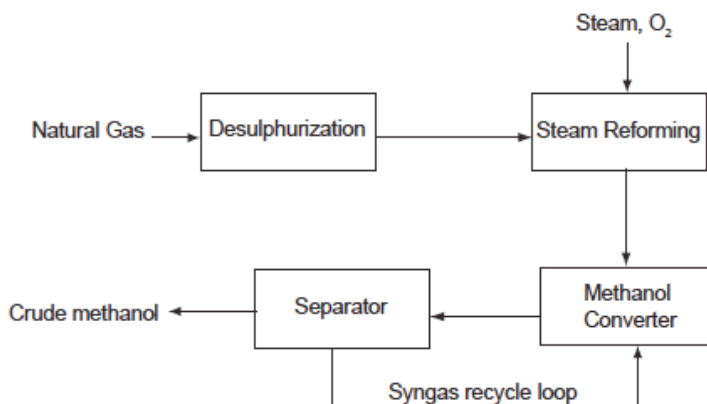 Steam, O₂
Natural Gas
Desulphurization
Steam Reforming
Crude methanol
Separator
Methanol
Converter
Syngas recycle loop